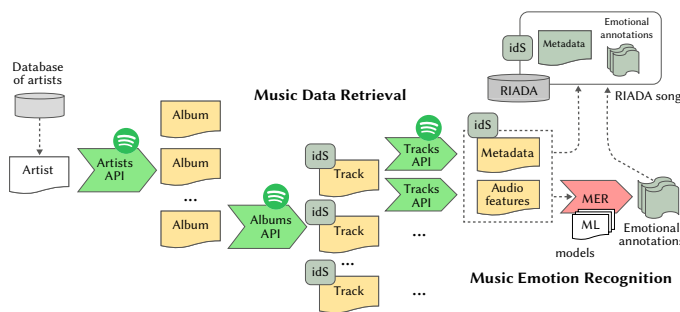 Database
of artists
Artist
Artists
API
Album
Album
...
Album
Music Data Retrieval
Albums
API
idS
Track
idS
Track
...
idS
Track
Tracks
API
Tracks
API
...
...
idS
Metadata
Audio
features
idS
Metadata
Emotional
annotations
RIADA
RIADA song
MER
ML
models
Emotional
annotations
Music Emotion Recognition